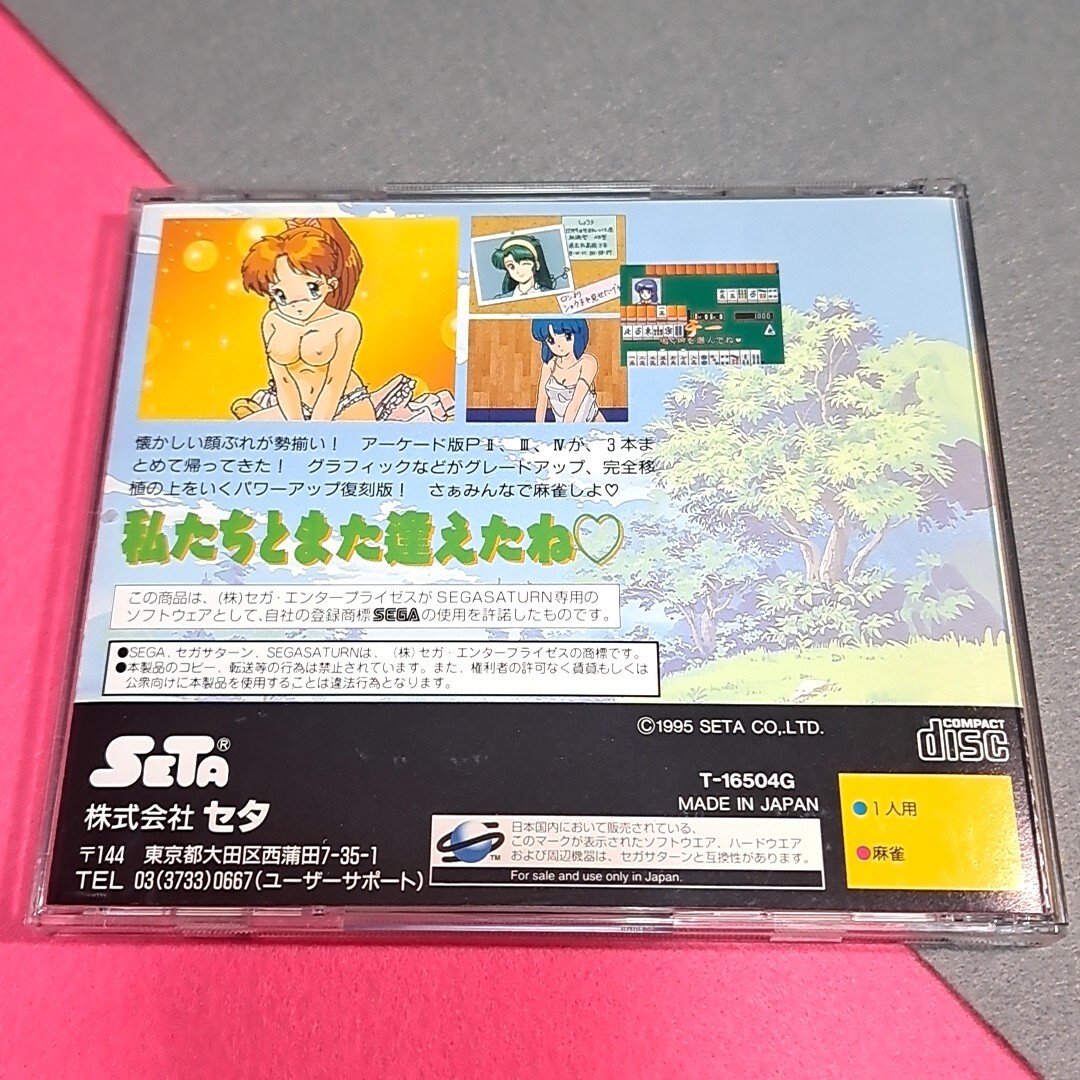 懐かしい顔ぶれが勢揃い！　アーケード版PⅡ、Ⅲ、Ⅳが、3本ま
とめて帰ってきた！　グラフィックなどがグレードアップ、完全移
植の上をいくパワーアップ復刻版！　さぁみんなで麻雀しよ♡
私たちとまた逢えたね♡
この商品は、(株)セガ・エンタープライゼスがSEGASATURN専用の
ソフトウェアとして、自社の登録商標SEGAの使用を許諾したものです。
●SEGA、セガサターン、SEGASATURNは、(株)セガ・エンタープライゼスの商標です。
●本製品のコピー、転送等の行為は禁止されています。また、権利者の許可なく賃貸もしくは
公衆向けに本製品を使用することは違法行為となります。
©1995 SETA CO,.LTD.
COMPACT
disc
SETA®
株式会社 セタ
〒144　東京都大田区西蒲田7-35-1
TEL 03(3733)0667(ユーザーサポート)
T-16504G
MADE IN JAPAN
日本国内において販売されている、
このマークが表示されたソフトウエア、ハードウエア
および周辺機器は、セガサターンと互換性があります。
For sale and use only in Japan.
TM
●1人用
●麻雀
チー